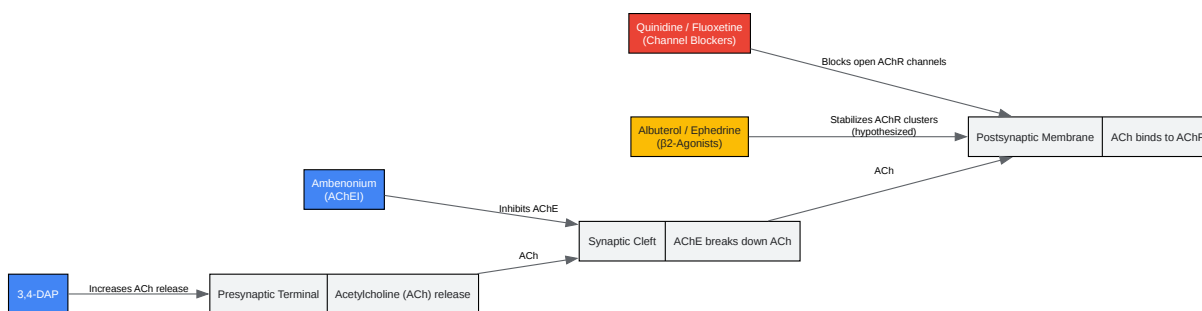 Quinidine / Fluoxetine
(Channel Blockers)
Blocks open AChR channels
Albuterol / Ephedrine
(β2-Agonists)
Stabilizes AChR clusters
(hypothesized)
Postsynaptic Membrane
ACh binds to AChR
Ambenonium
(AChEI)
Inhibits AChE
ACh
Synaptic Cleft
AChE breaks down ACh
ACh
3,4-DAP
Increases ACh release
Presynaptic Terminal
Acetylcholine (ACh) release